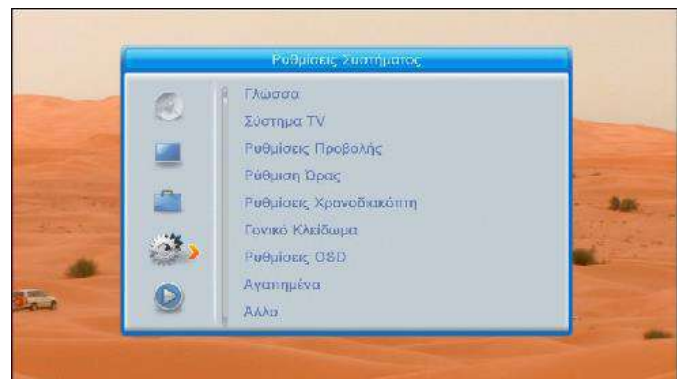 Ρυθμίσεις Συστήματος
Γλώσσα
Σύστημα TV
Ρυθμίσεις Προβολής
Ρύθμιση Ώρας
Ρυθμίσεις Χρονοδιακόπτη
Γονικό Κλείδωμα
Ρυθμίσεις OSD
Αγαπημένα
Άλλο